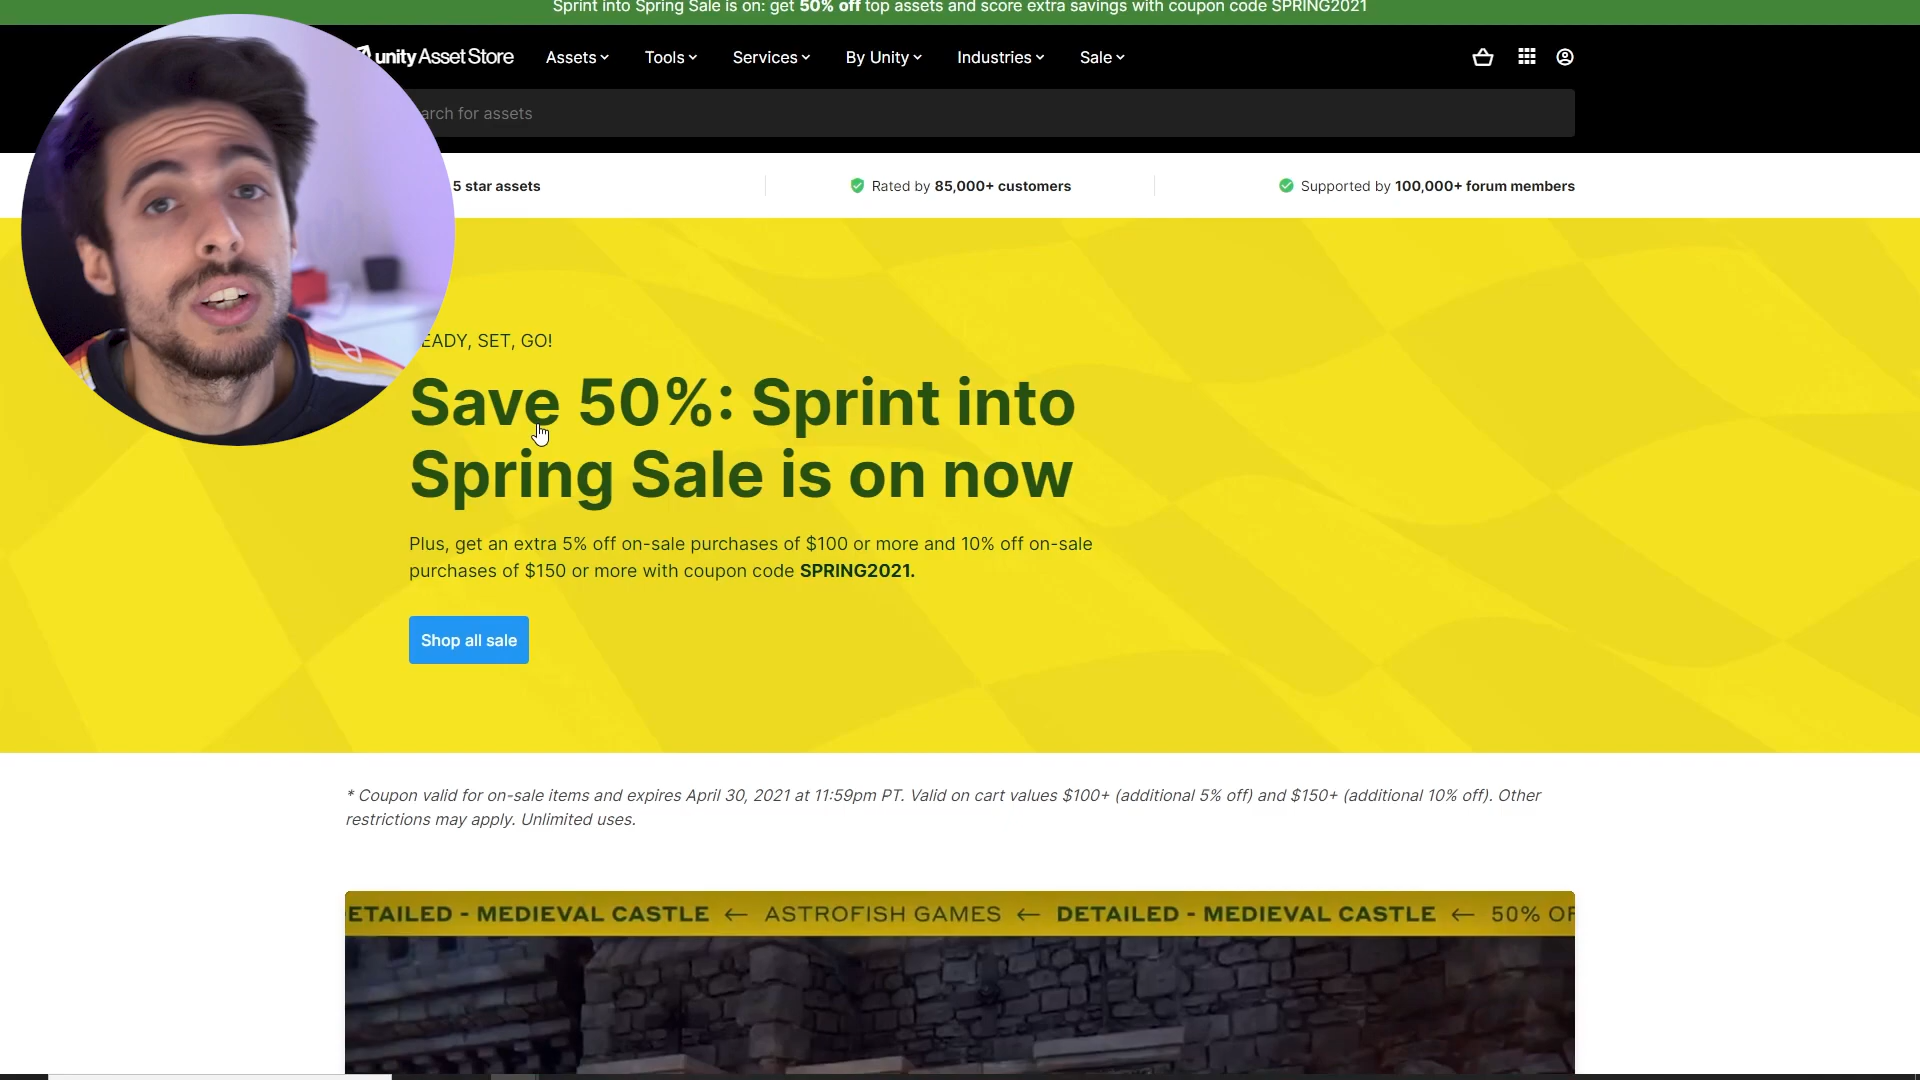 Sprint into Spring Sale is on: get 50% off top assets and score extra savings with coupon code SPRING2021
unity Asset Store
Assets
Tools
Services
By Unity
Industries
Sale
arch for assets
5 star assets
Rated by 85,000+ customers
Supported by 100,000+ forum members
EADY, SET, GO!
Save 50%: Sprint into
Spring Sale is on now
Plus, get an extra 5% off on-sale purchases of $100 or more and 10% off on-sale
purchases of $150 or more with coupon code SPRING2021.
Shop all sale
* Coupon valid for on-sale items and expires April 30, 2021 at 11:59pm PT. Valid on cart values $100+ (additional 5% off) and $150+ (additional 10% off). Other
restrictions may apply. Unlimited uses.
ETAILED - MEDIEVAL CASTLE ← ASTROFISH GAMES ← DETAILED - MEDIEVAL CASTLE ← 50% OF